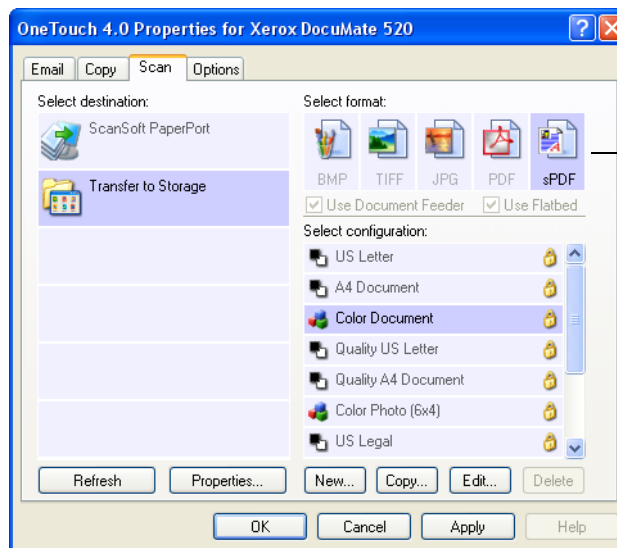 OneTouch 4.0 Properties for Xerox DocuMate 520
Email Copy Scan Options
Select destination:
ScanSoft PaperPort
Transfer to Storage
Select format:
BMP TIFF JPG PDF sPDF
Use Document Feeder Use Flatbed
Select configuration:
US Letter
A4 Document
Color Document
Quality US Letter
Quality A4 Document
Color Photo (6x4)
US Legal
Refresh Properties... New... Copy... Edit... Delete
OK Cancel Apply Help